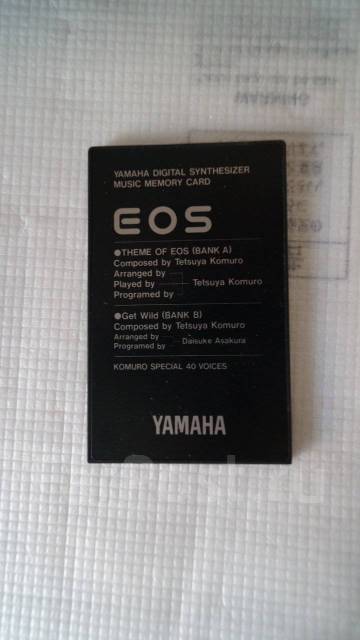 YAMAHA DIGITAL SYNTHESIZER
MUSIC MEMORY CARD
EOS
●THEME OF EOS (BANK A)
Composed by Tetsuya Komuro
Arranged by
Played by Tetsuya Komuro
Programed by
●Get Wild (BANK B)
Composed by Tetsuya Komuro
Arranged by
Programed by Daisuke Asakura
KOMURO SPECIAL 40 VOICES
YAMAHA